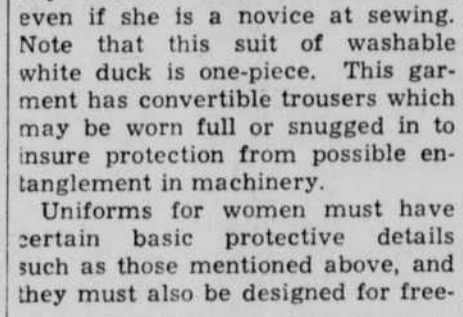 even if she is a novice at sewing.
Note that this suit of washable
white duck is one-piece. This gar-
ment has convertible trousers which
may be worn full or snugged in to
insure protection from possible en-
tanglement in machinery.
Uniforms for women must have
certain basic protective details
such as those mentioned above, and
they must also be designed for free-